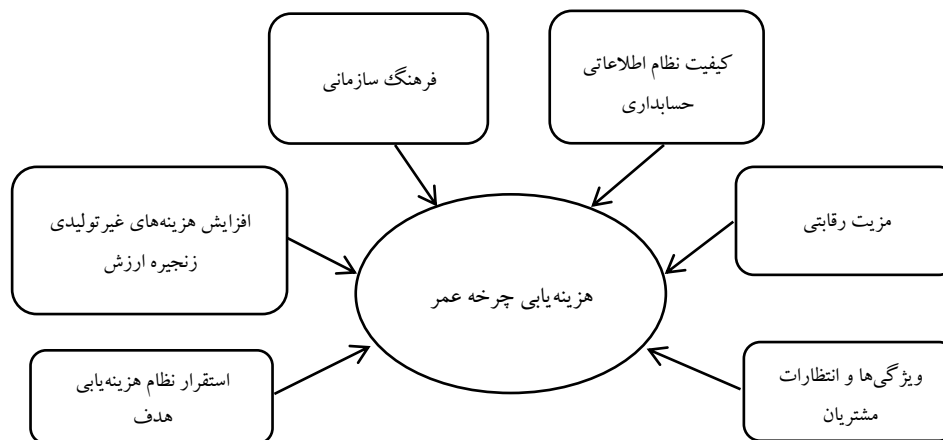 کیفیت نظام اطلاعاتی
حسابداری
فرهنگ سازمانی
مزیت رقابتی
افزایش هزینه‌های غیرتولیدی
زنجیره ارزش
هزینه‌یابی چرخه عمر
ویژگی‌ها و انتظارات
مشتریان
استقرار نظام هزینه‌یابی
هدف